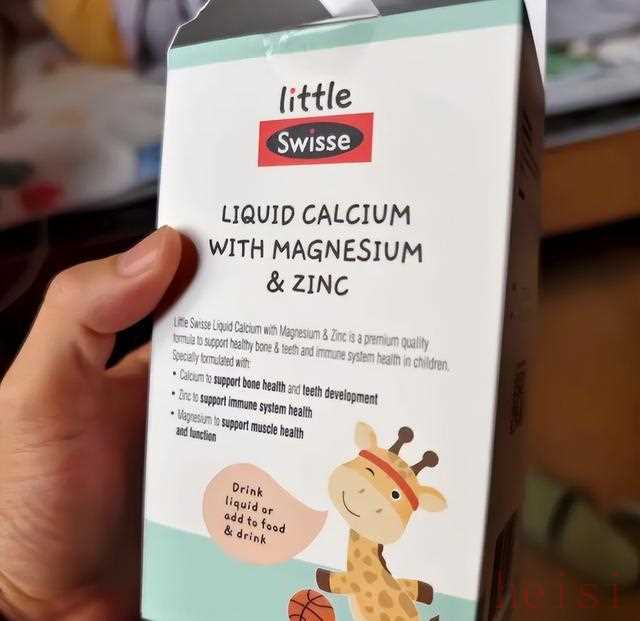 little
Swisse
LIQUID CALCIUM
WITH MAGNESIUM
& ZINC
Little Swisse Liquid Calcium with Magnesium & Zinc is a premium quality
formula to support healthy bone & teeth and immune system health in children.
Specially formulated with:
• Calcium to support bone health and teeth development
• Zinc to support immune system health
• Magnesium to support muscle health
and function
Drink
liquid or
add to food
& drink
heisi